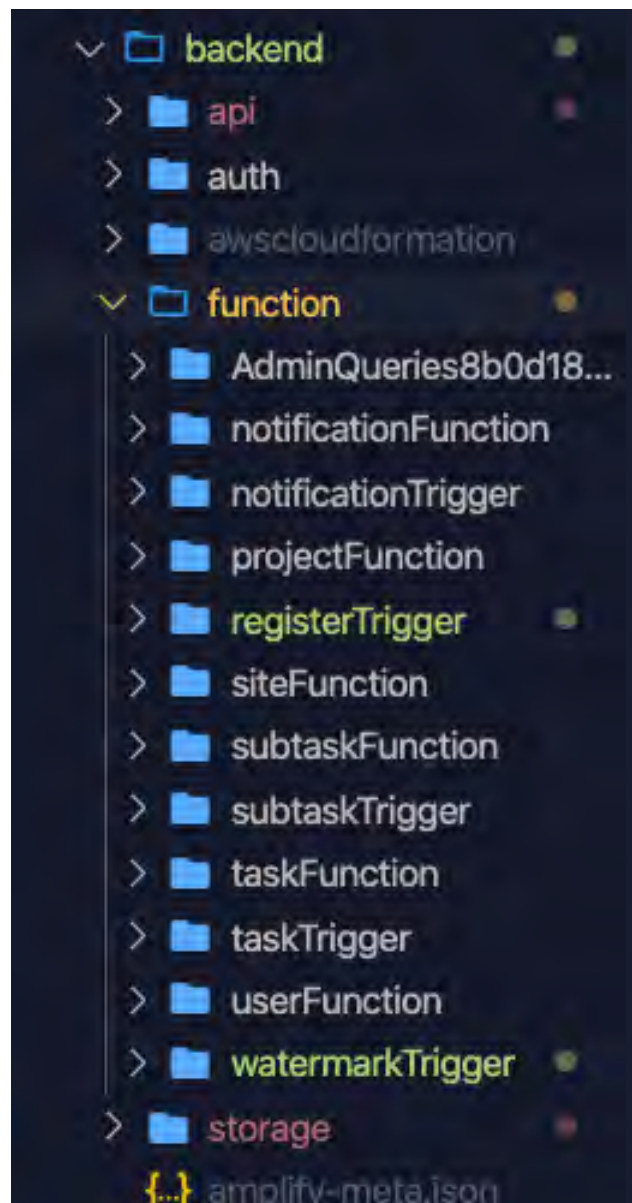 backend
api
auth
awscloudformation
function
AdminQueries8b0d18...
notificationFunction
notificationTrigger
projectFunction
registerTrigger
siteFunction
subtaskFunction
subtaskTrigger
taskFunction
taskTrigger
userFunction
watermarkTrigger
storage
{...} amplify-meta.json